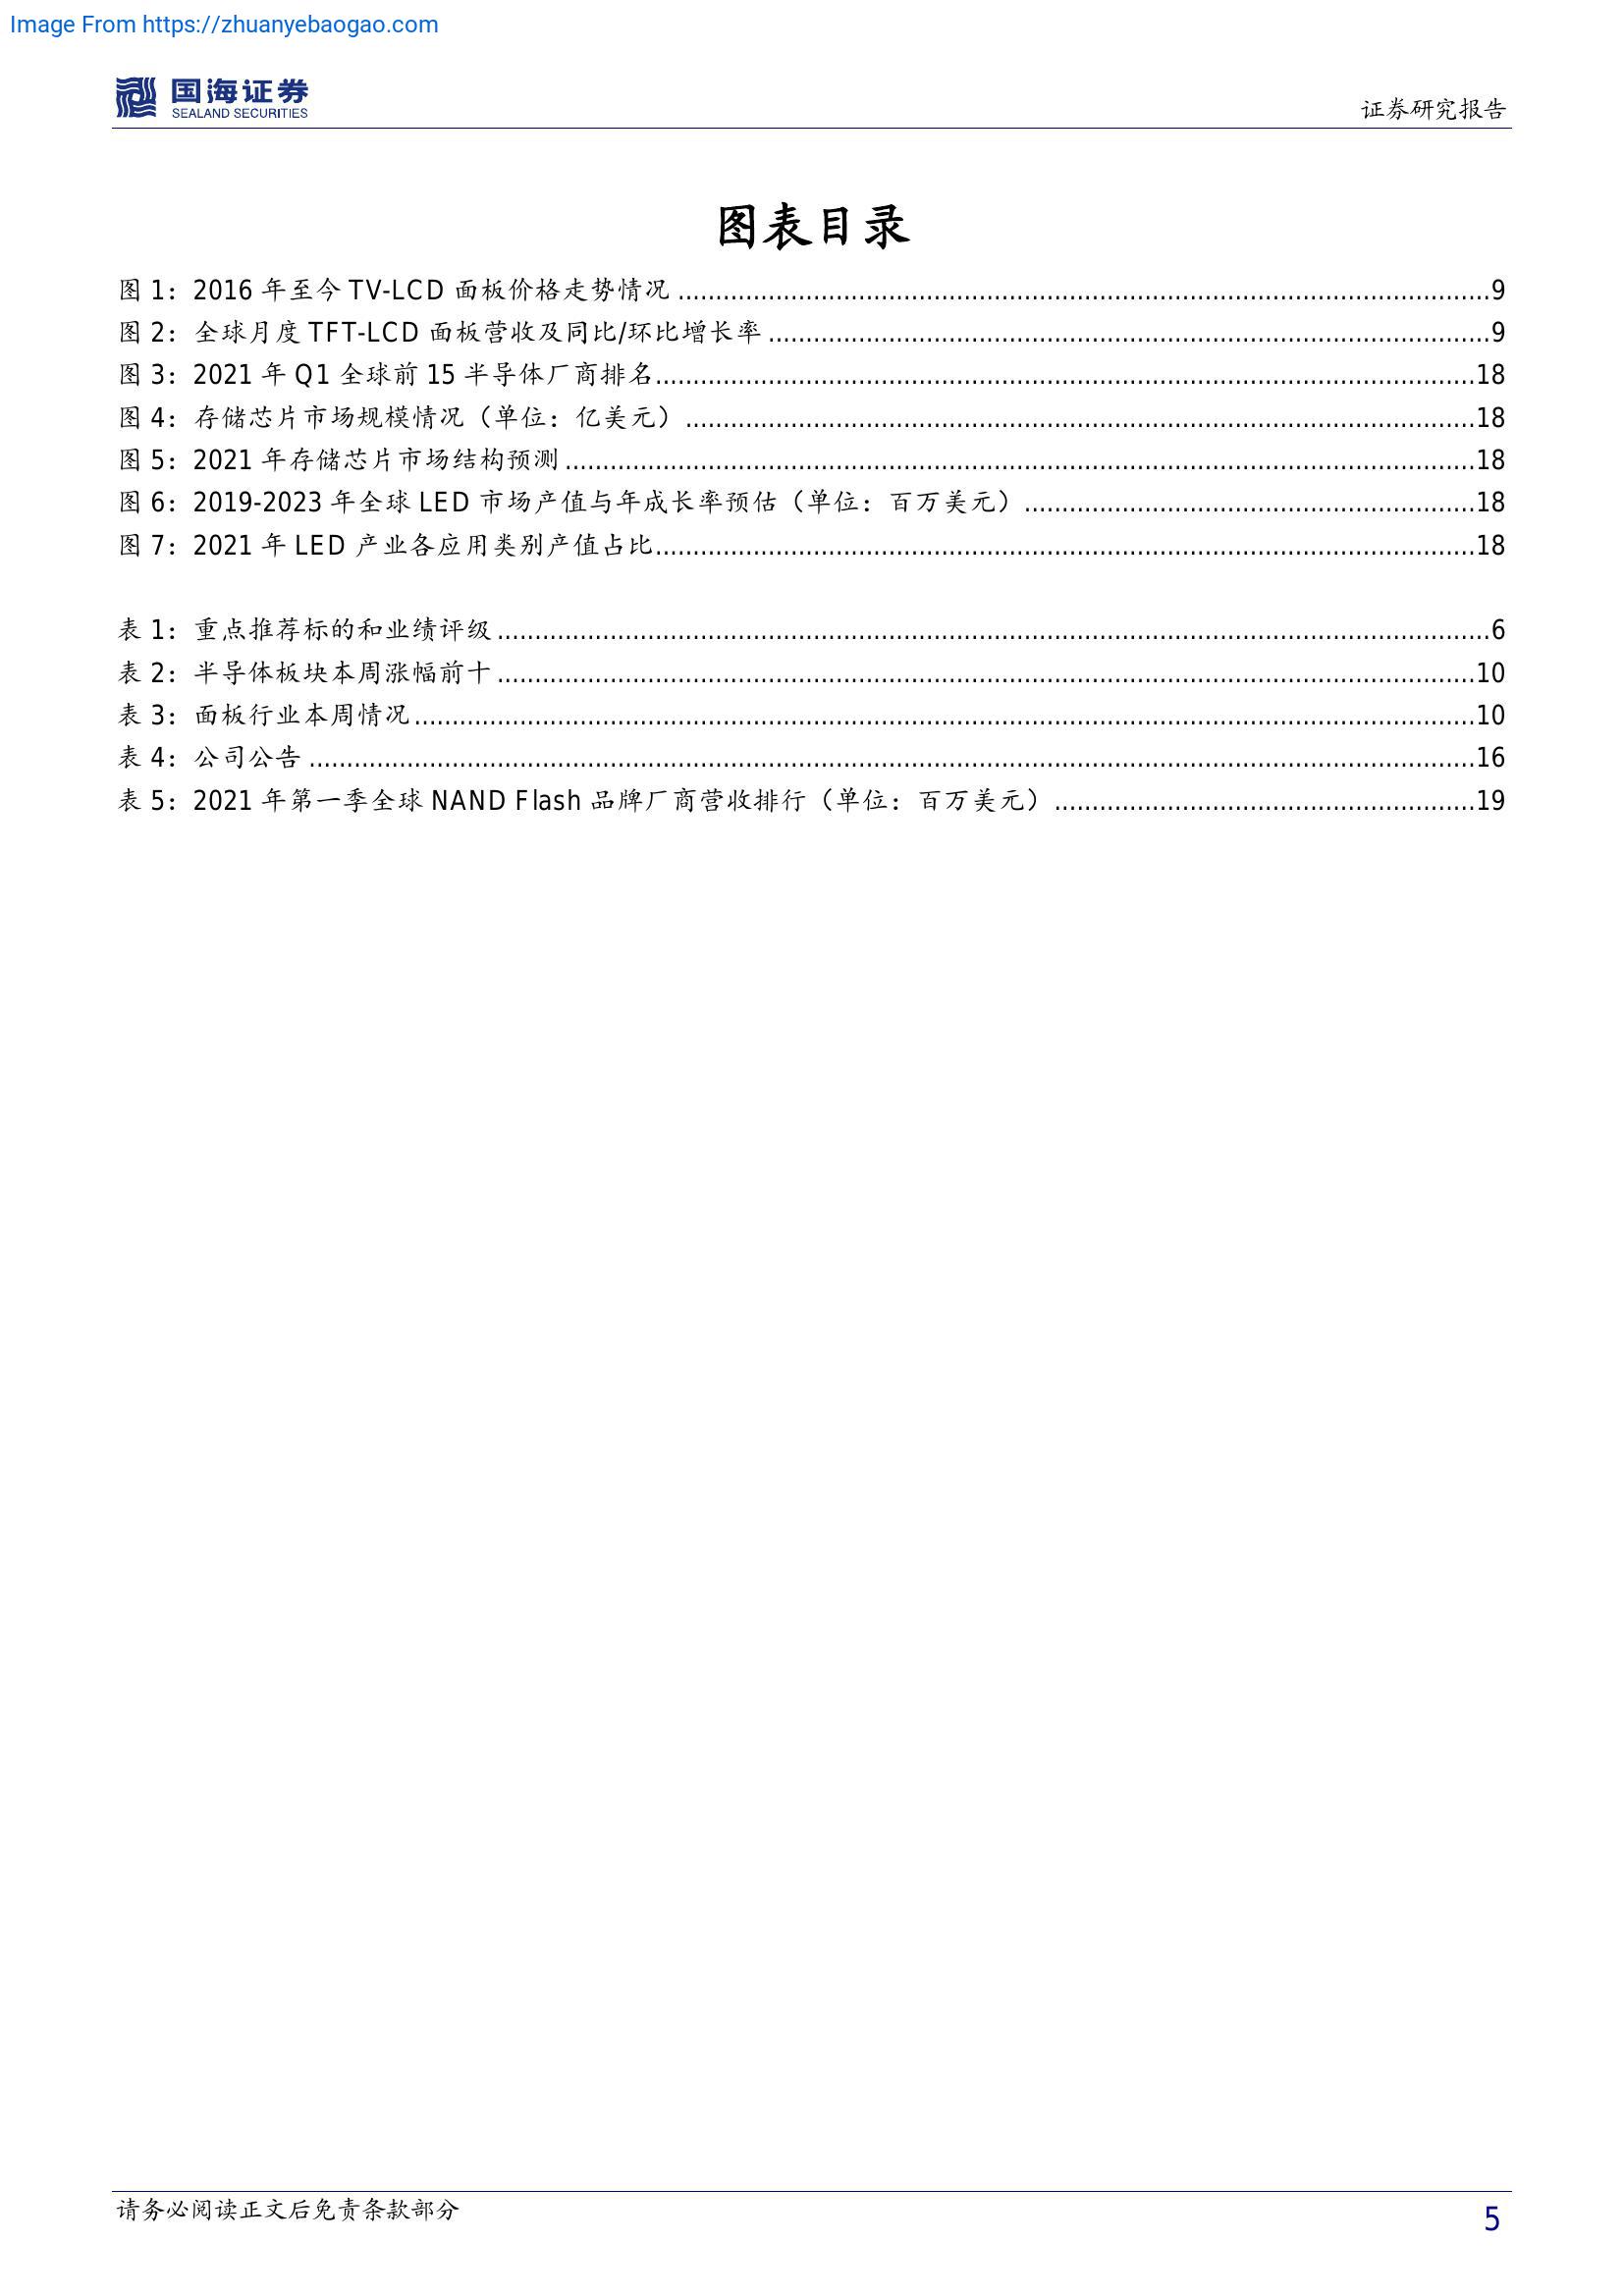 Image From https://zhuanyebaogao.com
国海证券
SEALAND SECURITIES
证券研究报告
图表目录
图 1：2016 年至今 TV-LCD 面板价格走势情况 ........ 9
图 2：全球月度 TFT-LCD 面板营收及同比/环比增长率 ........ 9
图 3：2021 年 Q1 全球前 15 半导体厂商排名 ........ 18
图 4：存储芯片市场规模情况（单位：亿美元） ........ 18
图 5：2021 年存储芯片市场结构预测 ........ 18
图 6：2019-2023 年全球 LED 市场产值与年成长率预估（单位：百万美元） ........ 18
图 7：2021 年 LED 产业各应用类别产值占比 ........ 18
表 1：重点推荐标的和业绩评级 ........ 6
表 2：半导体板块本周涨幅前十 ........ 10
表 3：面板行业本周情况 ........ 10
表 4：公司公告 ........ 16
表 5：2021 年第一季全球 NAND Flash 品牌厂商营收排行（单位：百万美元） ........ 19
请务必阅读正文后免责条款部分
5